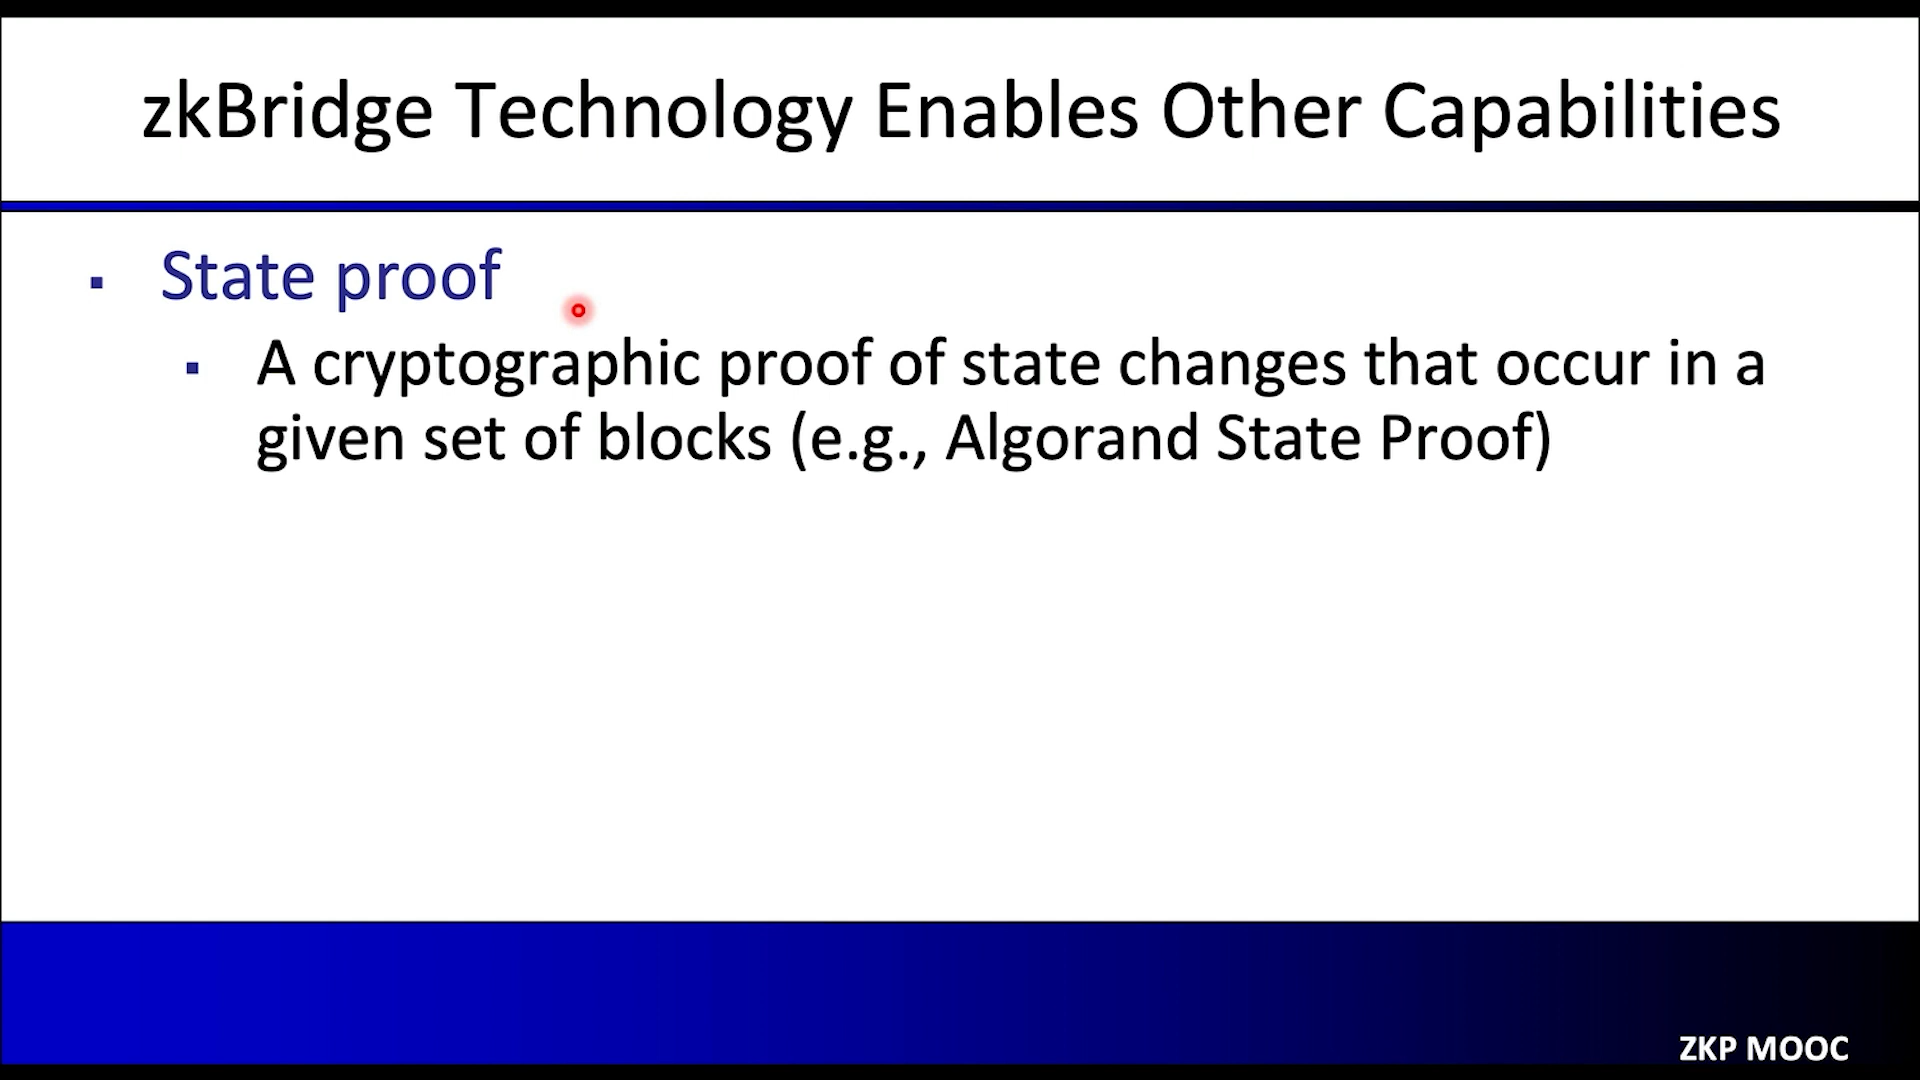 zkBridge Technology Enables Other Capabilities
State proof
A cryptographic proof of state changes that occur in a
given set of blocks (e.g., Algorand State Proof)
ZKP MOOC